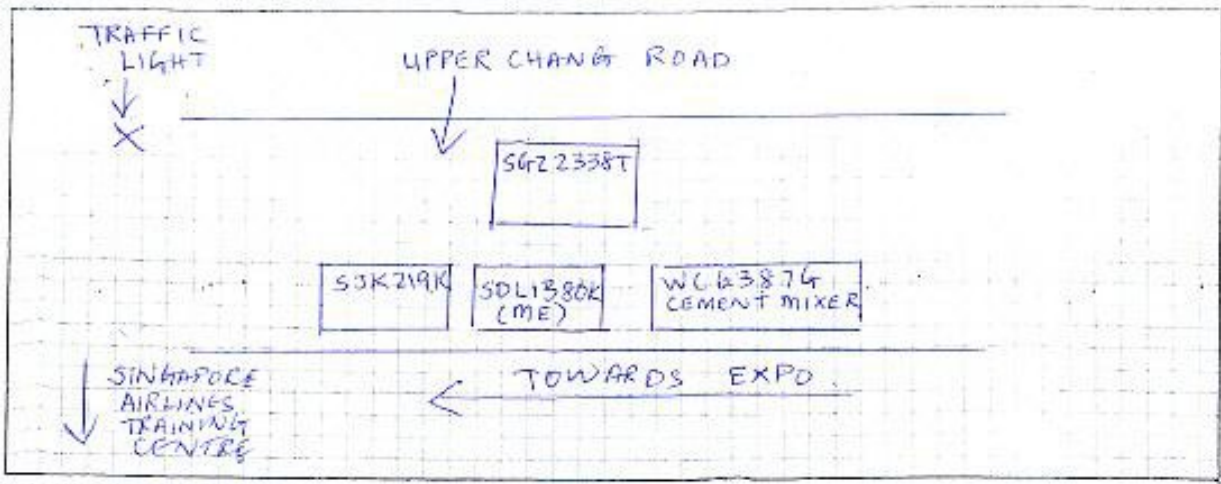 TRAFFIC
LIGHT
UPPER CHANG ROAD
X
SGZ2338T
SJK219K
SDL1380K
(ME)
WC6387G
CEMENT MIXER
TOWARDS EXPO
SINGAPORE
AIRLINES
TRAINING
CENTRE